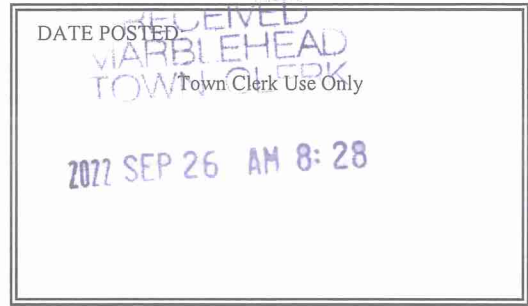 RECEIVED
DATE POSTED:
MARBLEHEAD
TOWN CLERK
Town Clerk Use Only
2022 SEP 26 AM 8: 28